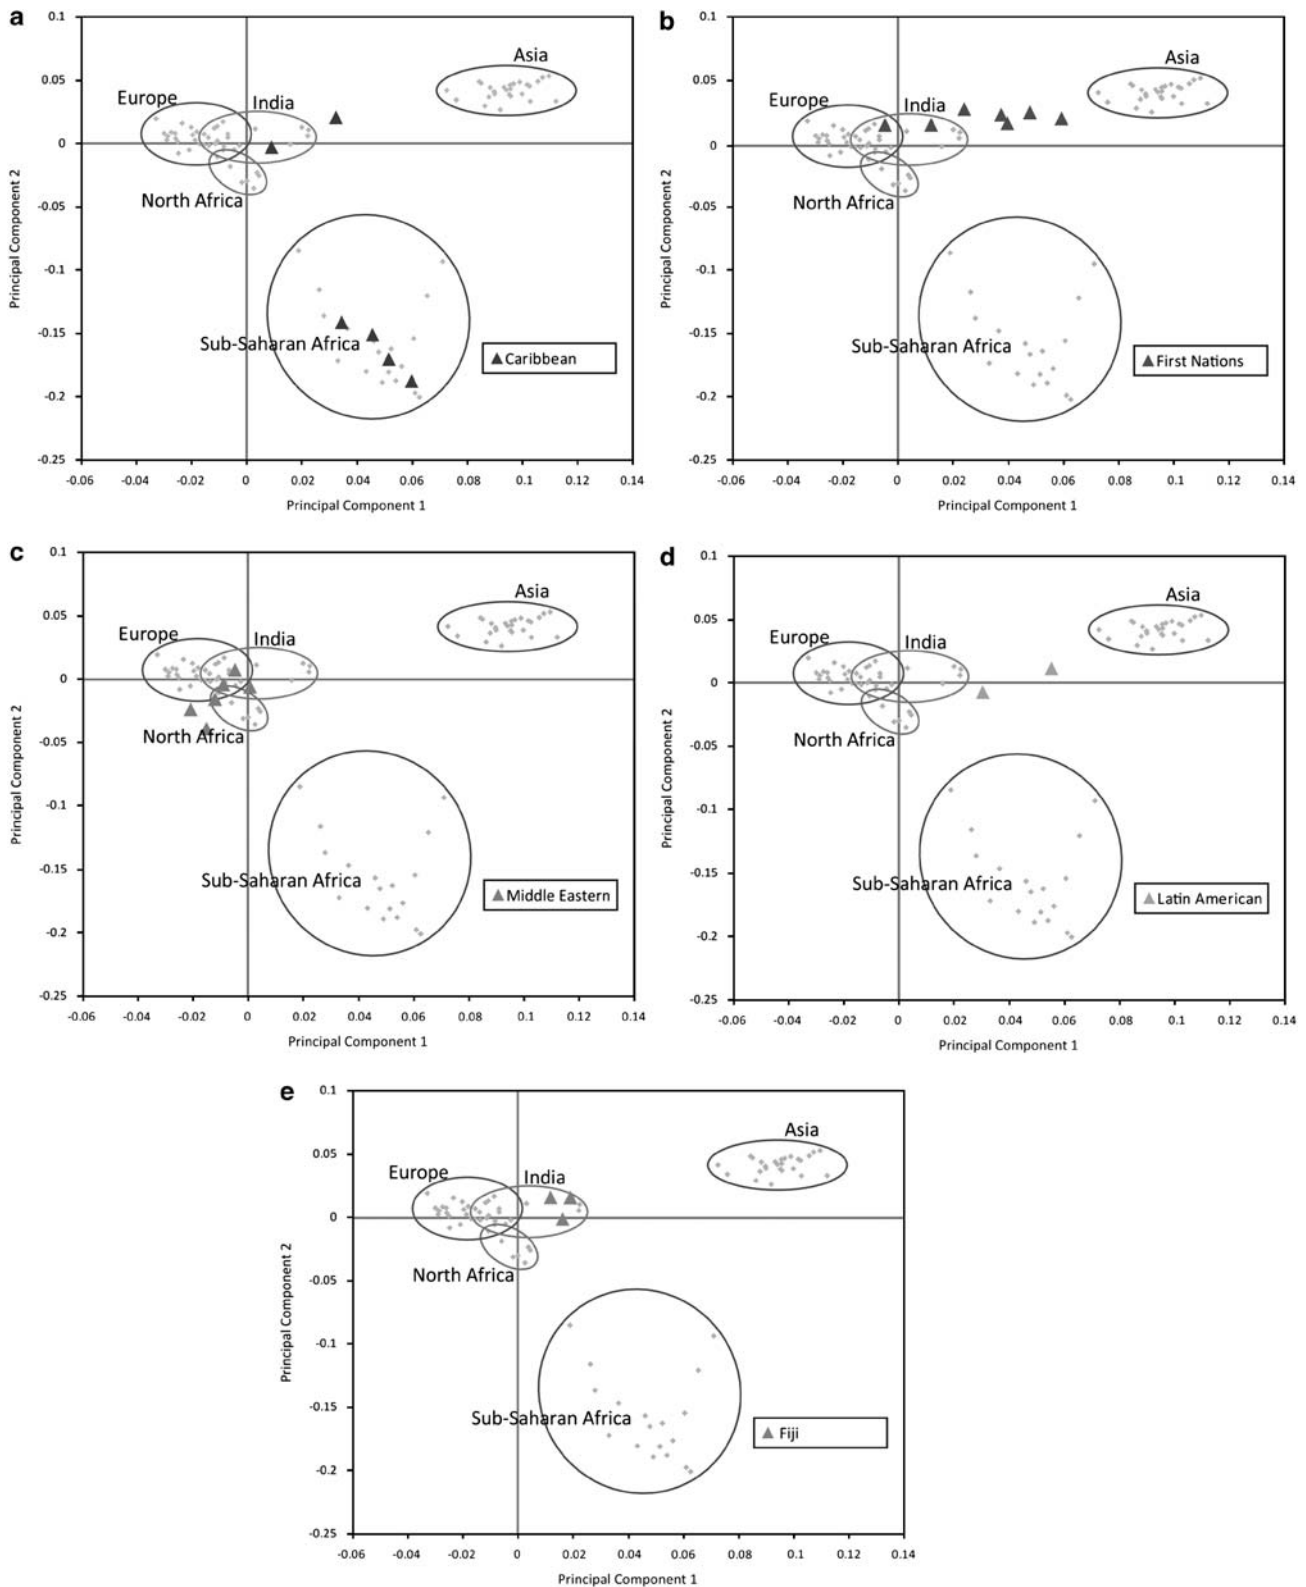 a
0.1
0.05
0
-0.05
-0.1
-0.15
-0.2
-0.25
Principal Component 2
Europe
India
Asia
North Africa
Sub-Saharan Africa
Caribbean
-0.06 -0.04 -0.02 0 0.02 0.04 0.06 0.08 0.1 0.12 0.14
Principal Component 1
b
0.1
0.05
0
-0.05
-0.1
-0.15
-0.2
-0.25
Principal Component 2
Europe
India
Asia
North Africa
Sub-Saharan Africa
First Nations
-0.06 -0.04 -0.02 0 0.02 0.04 0.06 0.08 0.1 0.12 0.14
Principal Component 1
c
0.1
0.05
0
-0.05
-0.1
-0.15
-0.2
-0.25
Principal Component 2
Europe
India
Asia
North Africa
Sub-Saharan Africa
Middle Eastern
-0.06 -0.04 -0.02 0 0.02 0.04 0.06 0.08 0.1 0.12 0.14
Principal Component 1
d
0.1
0.05
0
-0.05
-0.1
-0.15
-0.2
-0.25
Principal Component 2
Europe
India
Asia
North Africa
Sub-Saharan Africa
Latin American
-0.06 -0.04 -0.02 0 0.02 0.04 0.06 0.08 0.1 0.12 0.14
Principal Component 1
e
0.1
0.05
0
-0.05
-0.1
-0.15
-0.2
-0.25
Principal Component 2
Europe
India
Asia
North Africa
Sub-Saharan Africa
Fiji
-0.06 -0.04 -0.02 0 0.02 0.04 0.06 0.08 0.1 0.12 0.14
Principal Component 1